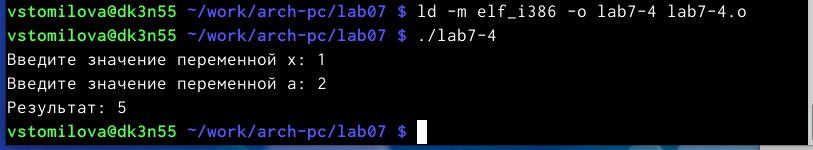 vstomilova@dk3n55 ~/work/arch-pc/lab07 $ ld -m elf_i386 -o lab7-4 lab7-4.o
vstomilova@dk3n55 ~/work/arch-pc/lab07 $ ./lab7-4
Введите значение переменной x: 1
Введите значение переменной a: 2
Результат: 5
vstomilova@dk3n55 ~/work/arch-pc/lab07 $